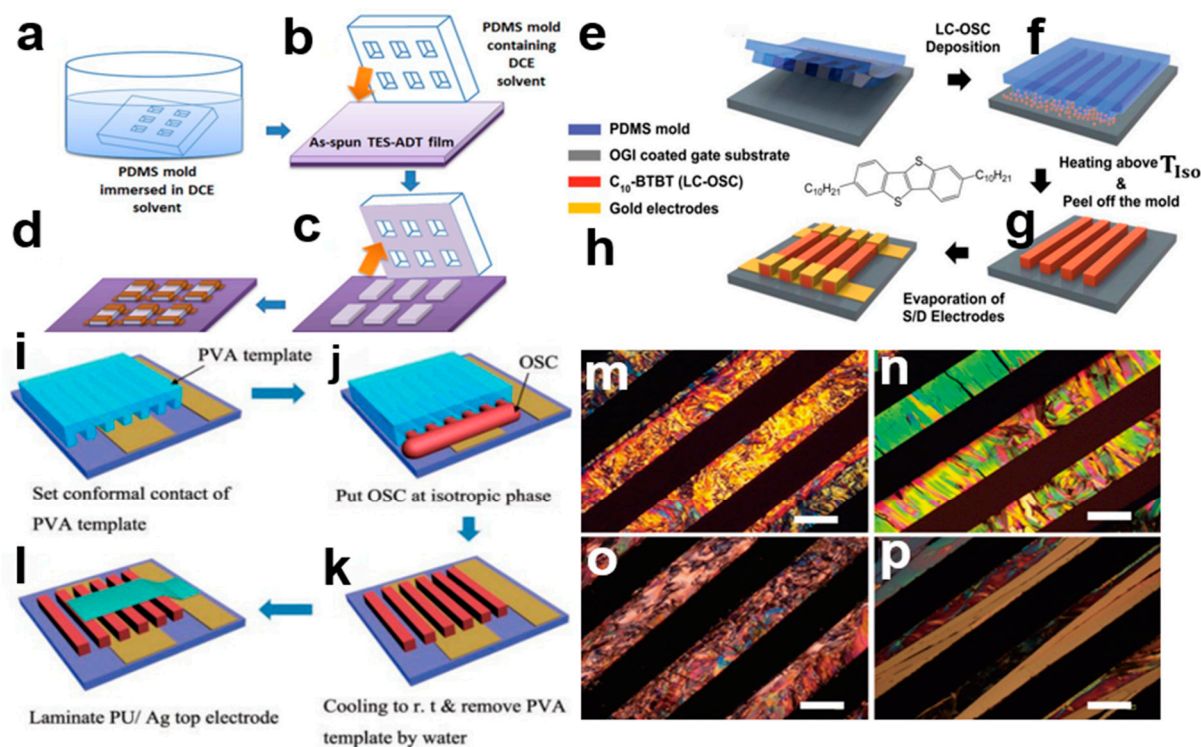 a
b
PDMS mold
containing
DCE
solvent
As-spun TES-ADT film
PDMS mold
immersed in DCE
solvent
d
c
e
LC-OSC
Deposition
f
PDMS mold
OGI coated gate substrate
C10-BTBT (LC-OSC)
Gold electrodes
C10H21
S
S
C10H21
Heating above TIso
&
Peel off the mold
h
g
Evaporation of
S/D Electrodes
i
PVA template
j
OSC
Set conformal contact of
PVA template
Put OSC at isotropic phase
l
k
Laminate PU/ Ag top electrode
Cooling to r. t & remove PVA
template by water
m
n
o
p